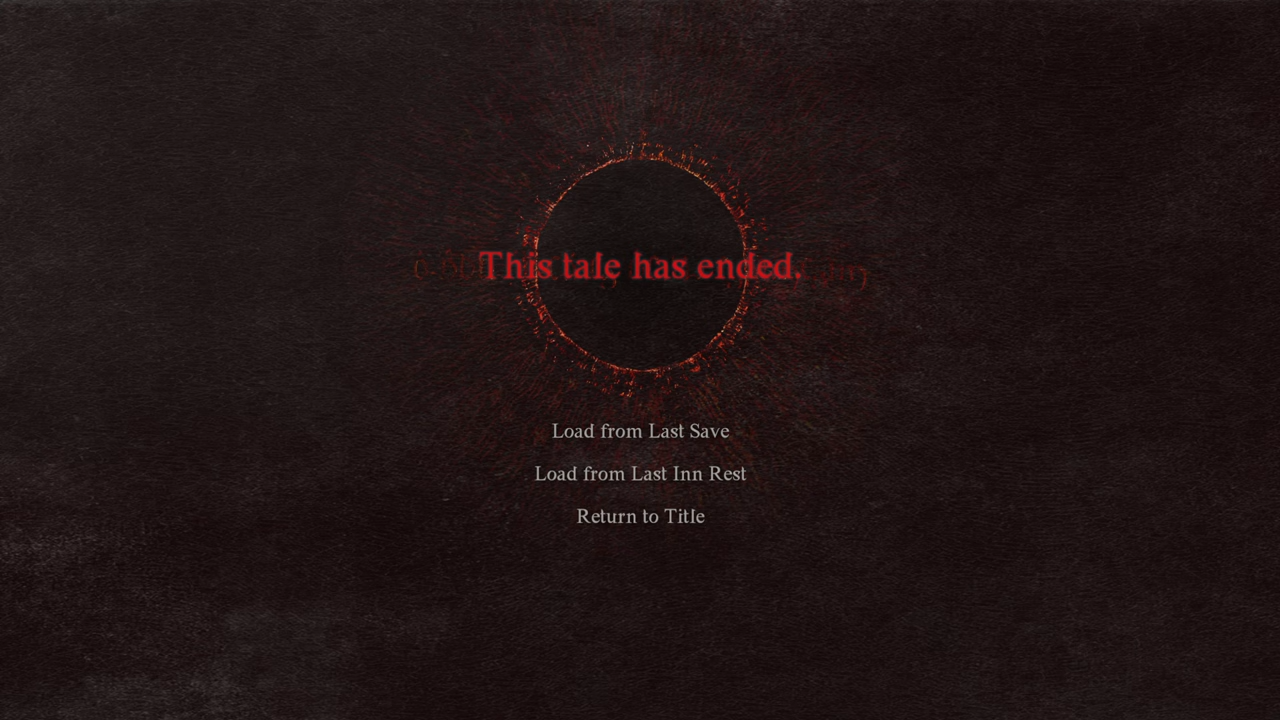 This tale has ended.
Load from Last Save
Load from Last Inn Rest
Return to Title